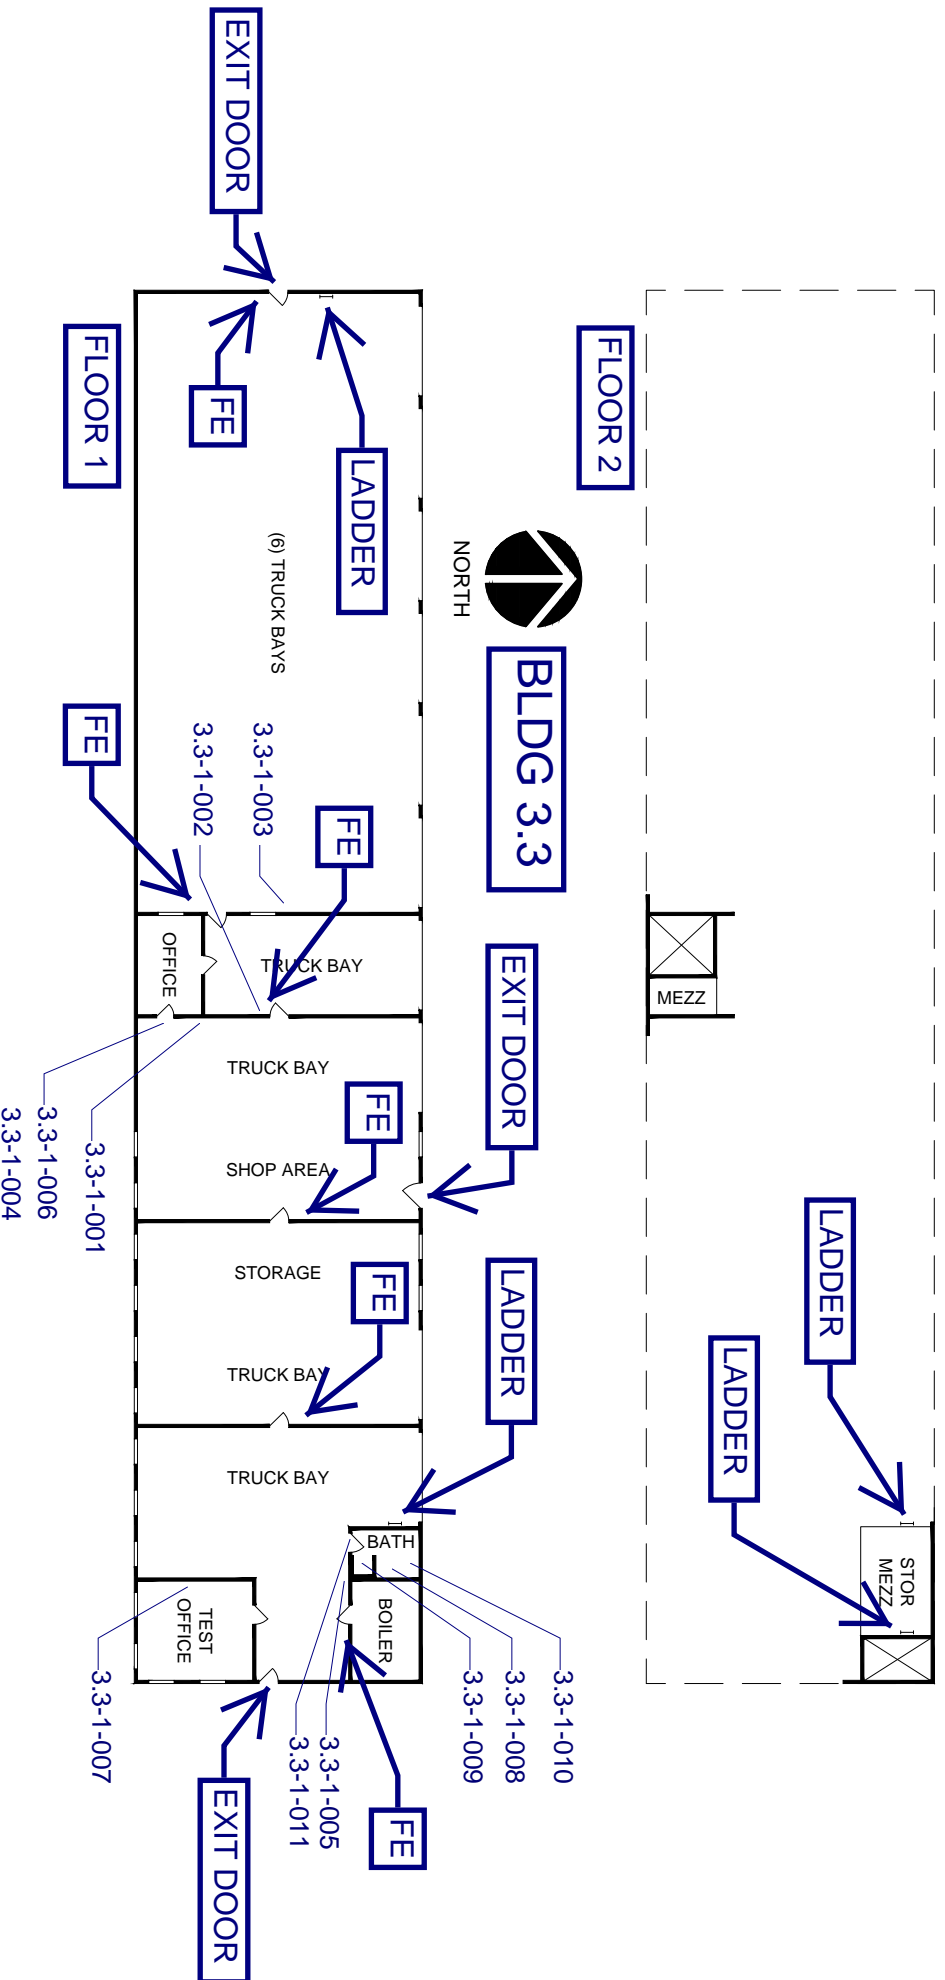 EXIT DOOR
FE
LADDER
FLOOR 1
FLOOR 2
(6) TRUCK BAYS
NORTH
BLDG 3.3
FE
3.3-1-002
3.3-1-003
FE
OFFICE
TRUCK BAY
MEZZ
EXIT DOOR
TRUCK BAY
FE
SHOP AREA
3.3-1-001
3.3-1-006
3.3-1-004
STORAGE
FE
LADDER
LADDER
LADDER
TRUCK BAY
TRUCK BAY
BATH
STOR
MEZZ
TEST
OFFICE
BOILER
3.3-1-007
3.3-1-010
3.3-1-008
3.3-1-009
3.3-1-005
3.3-1-011
FE
EXIT DOOR